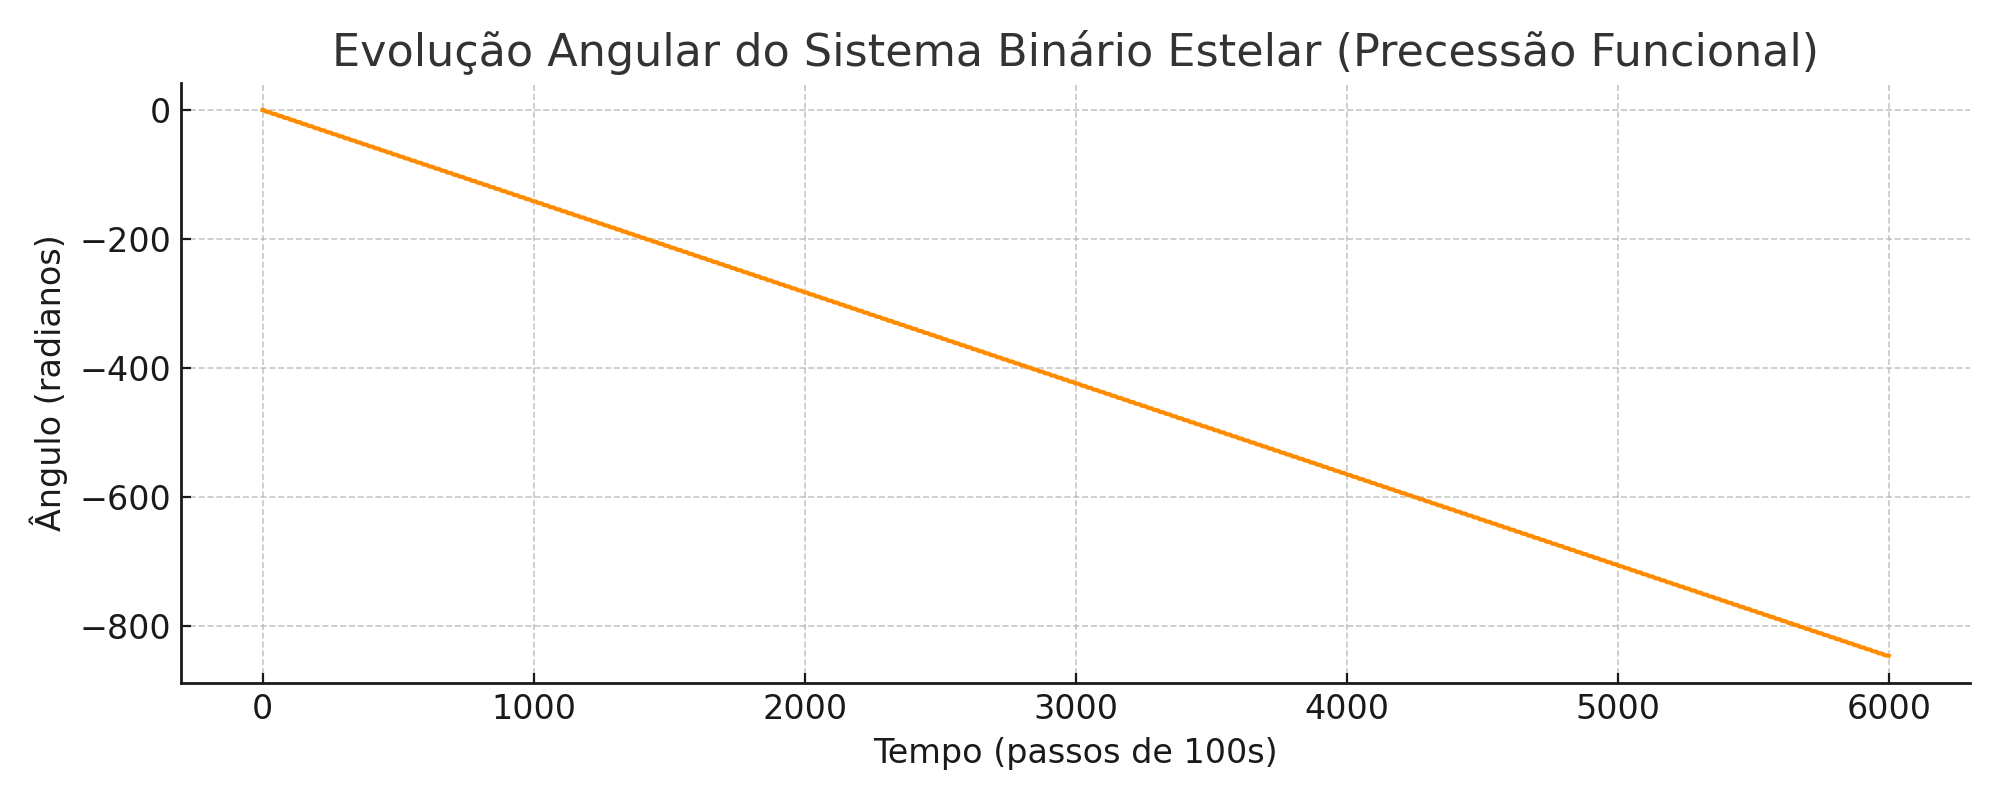 Evolução Angular do Sistema Binário Estelar (Precessão Funcional)
Ângulo (radianos)
0
−200
−400
−600
−800
0 1000 2000 3000 4000 5000 6000
Tempo (passos de 100s)